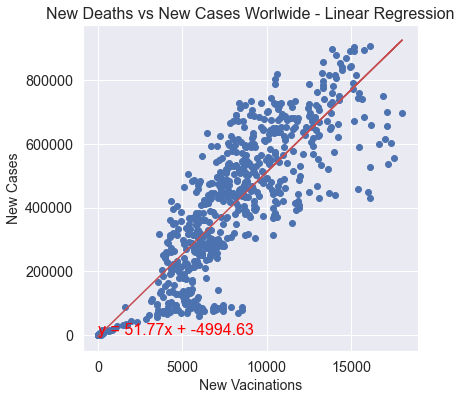 New Deaths vs New Cases Worlwide - Linear Regression
800000
600000
400000
200000
0
New Cases
y = 51.77x + -4994.63
0 5000 10000 15000
New Vacinations